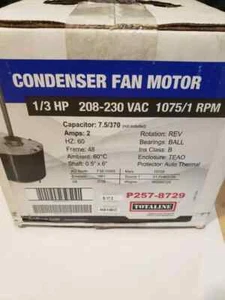 CONDENSER FAN MOTOR
1/3 HP 208-230 VAC 1075/1 RPM
Capacitor: 7.5/370
Amps: 2
HZ: 60
Frame: 48
Ambient: 60°C
Shaft: 0.5" x 6"
Rotation: REV
Bearings: BALL
Ins Class: B
Enclosure: TEAO
Protector: Auto Thermal
P257-8729
TOTALINE